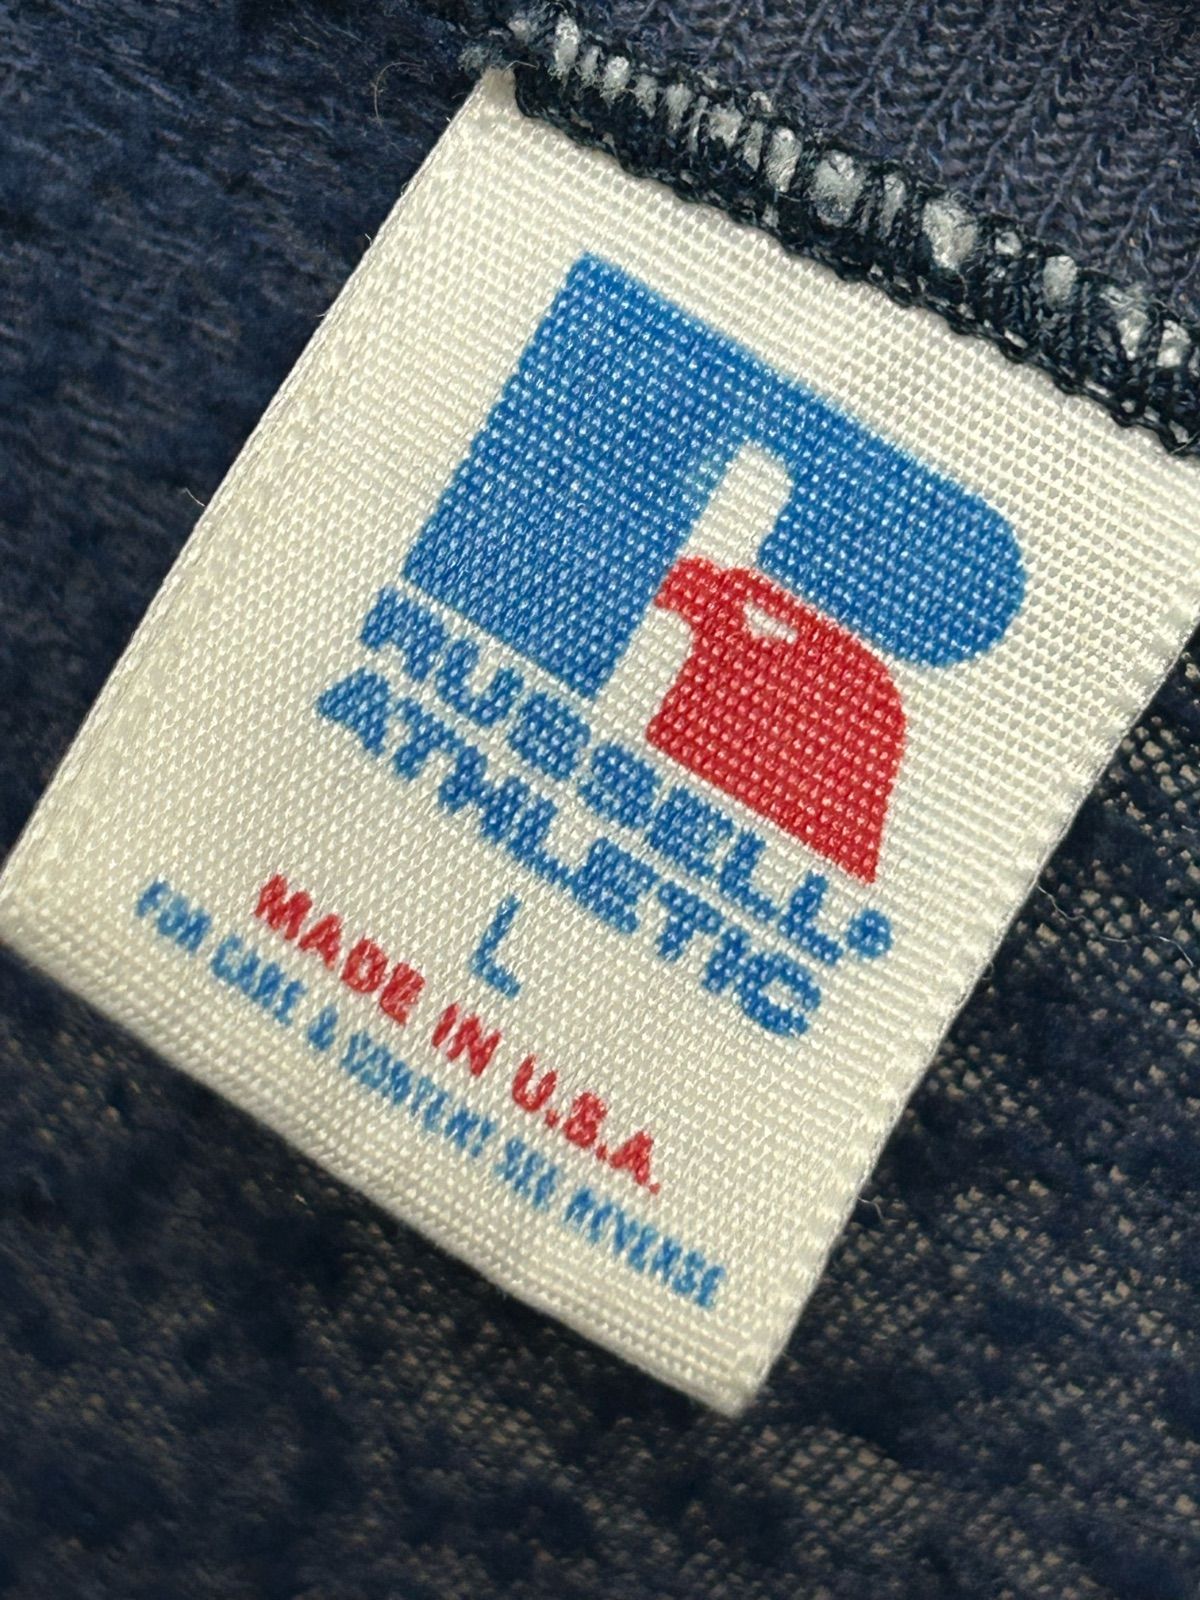 RUSSELL®
ATHLETIC
L
MADE IN U.S.A.
FOR CARE & CONTENT SEE REVERSE